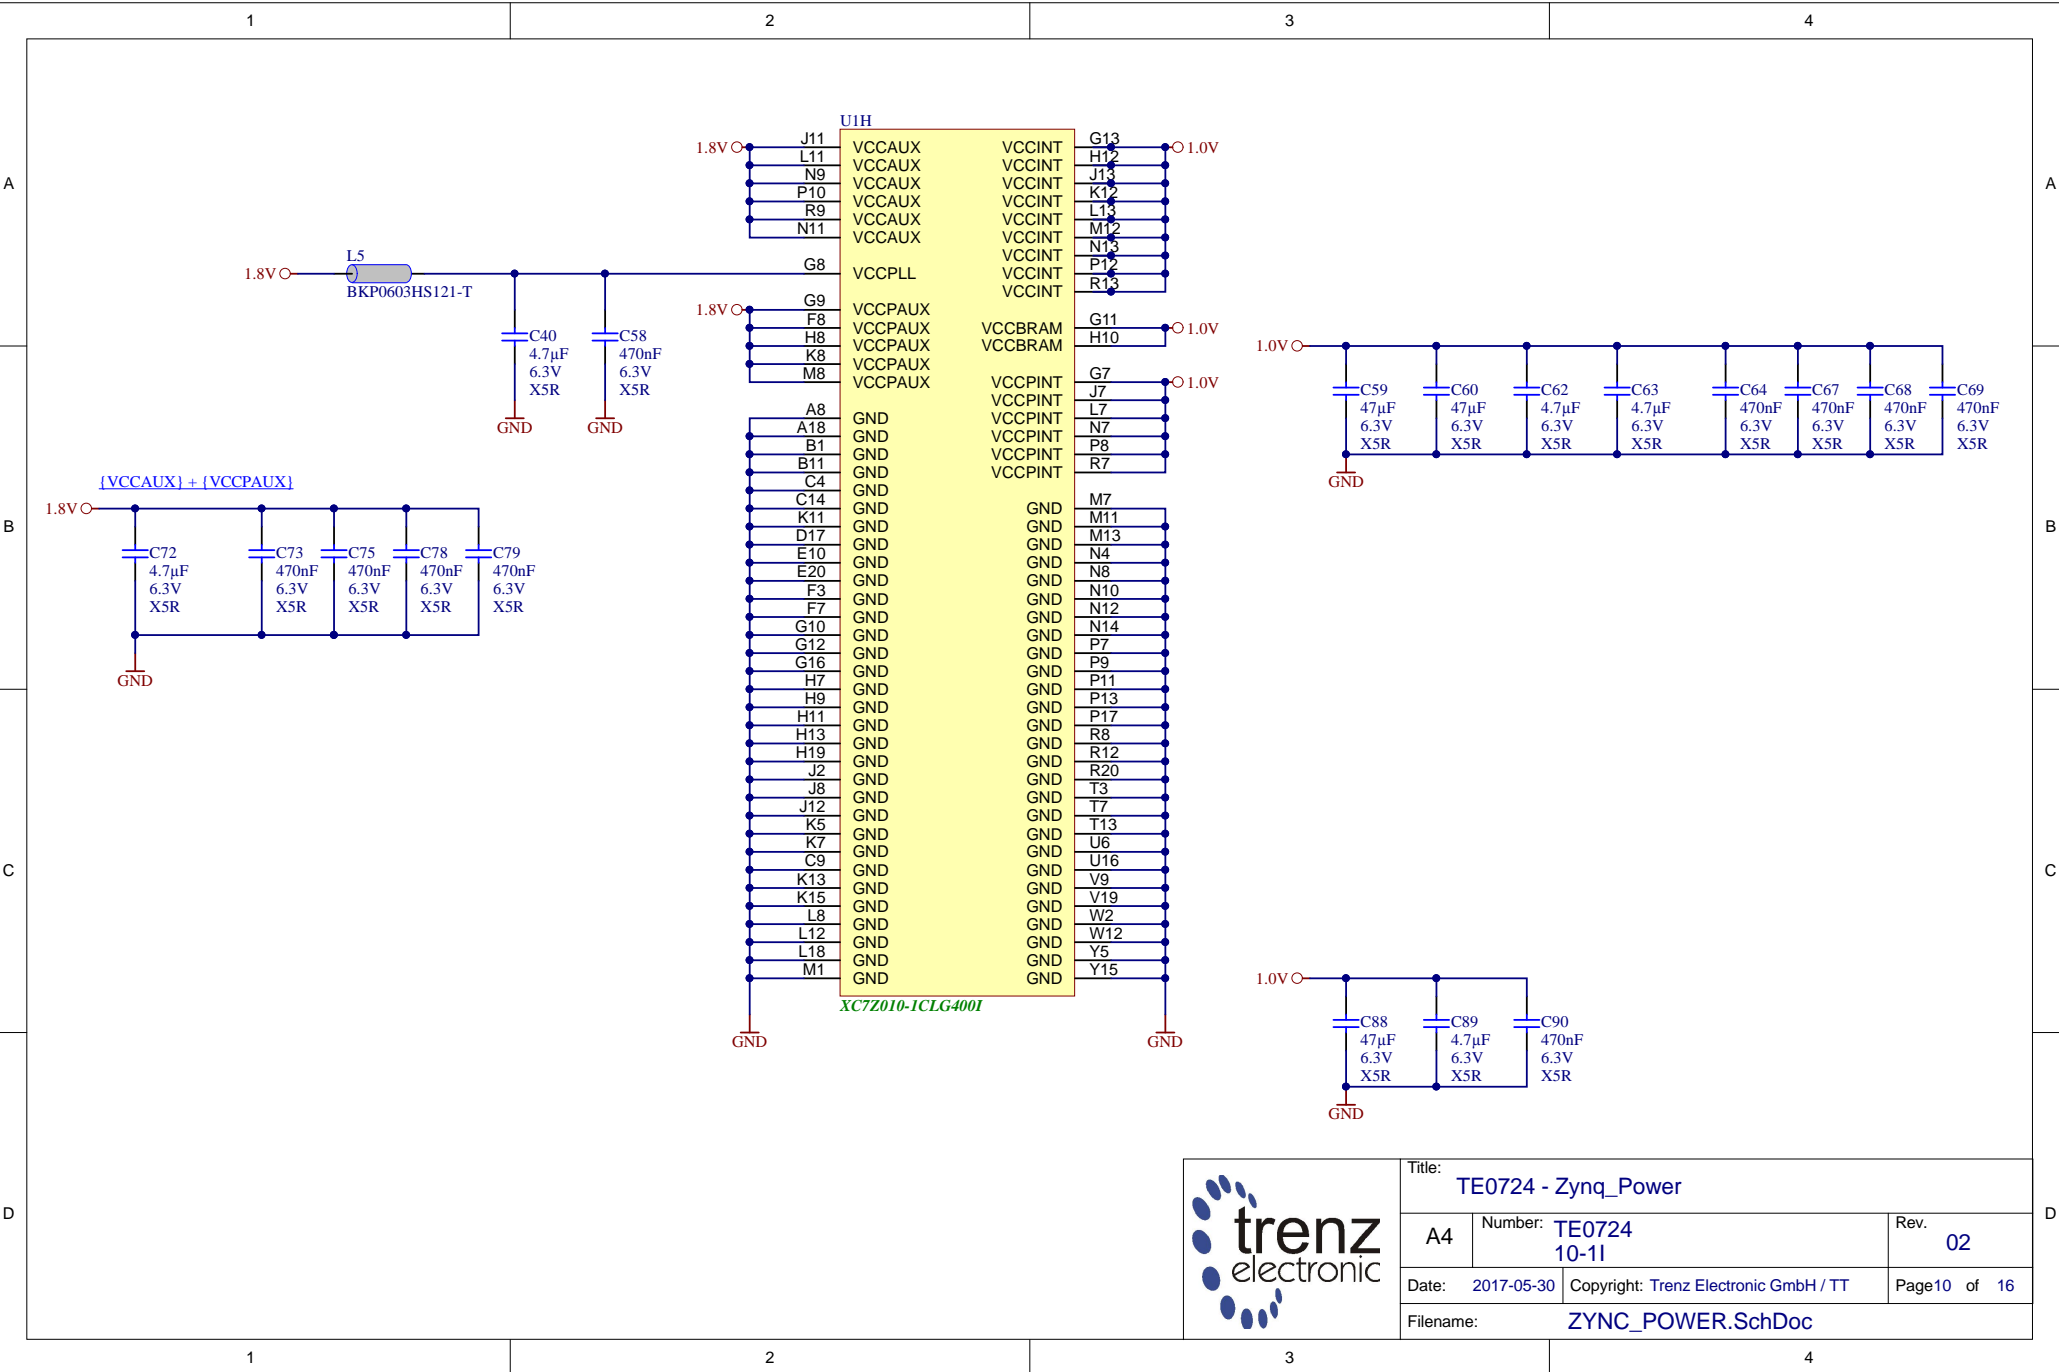 1 2 3 4
A A
B B
C C
D D
1 2 3 4
U1H
1.8V
J11 VCCAUX
L11 VCCAUX
N9 VCCAUX
P10 VCCAUX
R9 VCCAUX
N11 VCCAUX
1.8V
L5
BKP0603HS121-T
G8 VCCPLL
1.8V
G9 VCCPAUX
F8 VCCPAUX
H8 VCCPAUX
K8 VCCPAUX
M8 VCCPAUX
C40
4.7µF
6.3V
X5R
GND
C58
470nF
6.3V
X5R
GND
A8 GND
A18 GND
B1 GND
B11 GND
C4 GND
C14 GND
K11 GND
D17 GND
E10 GND
E20 GND
F3 GND
F7 GND
G10 GND
G12 GND
G16 GND
H7 GND
H9 GND
H11 GND
H13 GND
H19 GND
J2 GND
J8 GND
J12 GND
K5 GND
K7 GND
C9 GND
K13 GND
K15 GND
L8 GND
L12 GND
L18 GND
M1 GND
GND
VCCINT G13
1.0V
VCCINT H12
VCCINT J13
VCCINT K12
VCCINT L13
VCCINT M12
VCCINT N13
VCCINT P12
VCCINT R13
VCCBRAM G11
1.0V
VCCBRAM H10
VCCPINT G7
1.0V
VCCPINT J7
VCCPINT L7
VCCPINT N7
VCCPINT P8
VCCPINT R7
GND M7
GND M11
GND M13
GND N4
GND N8
GND N10
GND N12
GND N14
GND P7
GND P9
GND P11
GND P13
GND P17
GND R8
GND R12
GND R20
GND T3
GND T7
GND T13
GND U6
GND U16
GND V9
GND V19
GND W2
GND W12
GND Y5
GND Y15
GND
XC7Z010-1CLG400I
{VCCAUX} + {VCCPAUX}
1.8V
C72 C73 C75 C78 C79
4.7µF 470nF 470nF 470nF 470nF
6.3V 6.3V 6.3V 6.3V 6.3V
X5R X5R X5R X5R X5R
GND
1.0V
C59 C60 C62 C63 C64 C67 C68 C69
47µF 47µF 4.7µF 4.7µF 470nF 470nF 470nF 470nF
6.3V 6.3V 6.3V 6.3V 6.3V 6.3V 6.3V 6.3V
X5R X5R X5R X5R X5R X5R X5R X5R
GND
1.0V
C88 C89 C90
47µF 4.7µF 470nF
6.3V 6.3V 6.3V
X5R X5R X5R
GND
trenz
electronic
Title:
TE0724 - Zynq_Power
A4
Number: TE0724
10-1I
Rev.
02
Date: 2017-05-30
Copyright: Trenz Electronic GmbH / TT
Page10 of 16
Filename: ZYNC_POWER.SchDoc